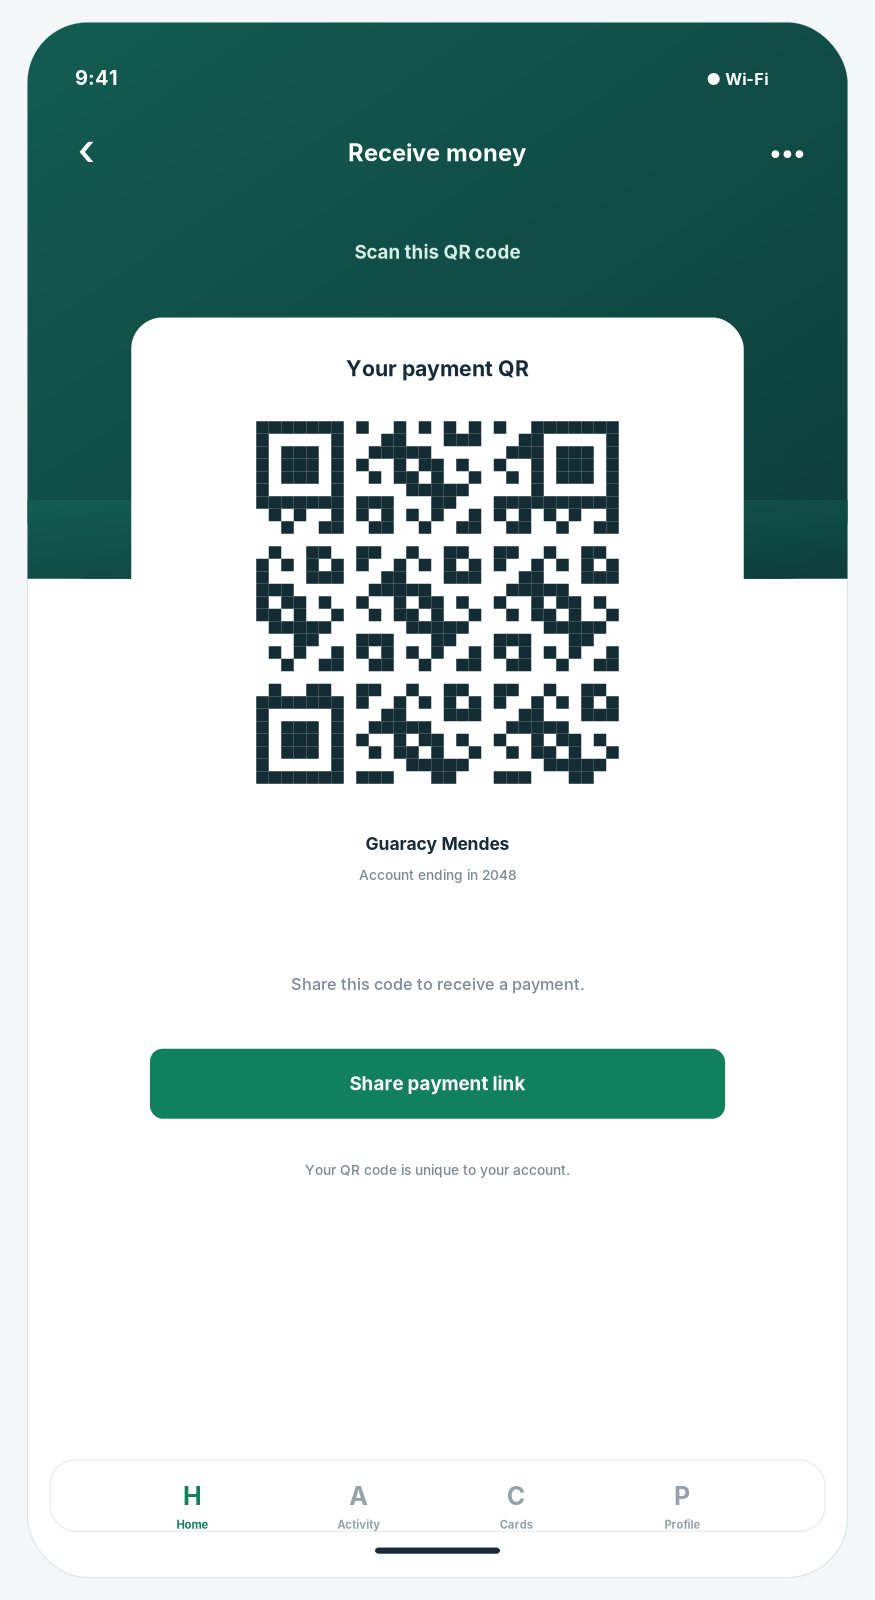 9:41
Wi-Fi
Receive money
Scan this QR code
Your payment QR
Guaracy Mendes
Account ending in 2048
Share this code to receive a payment.
Share payment link
Your QR code is unique to your account.
H A C P
Home Activity Cards Profile